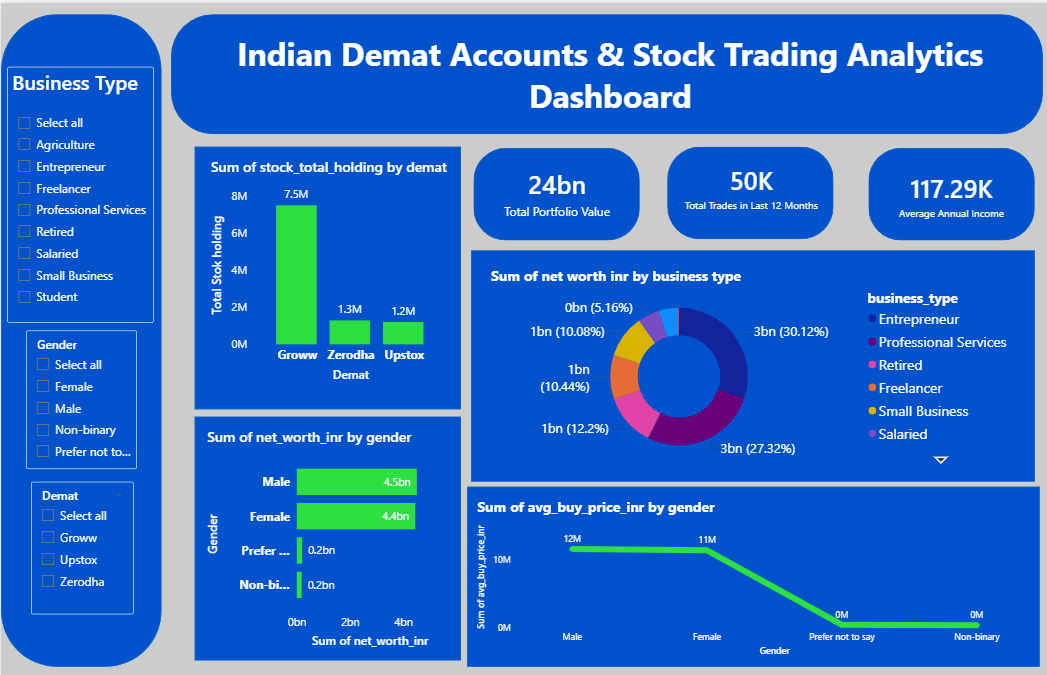 Indian Demat Accounts & Stock Trading Analytics
Dashboard
Business Type
Select all
Agriculture
Entrepreneur
Freelancer
Professional Services
Retired
Salaried
Small Business
Student
Gender
Select all
Female
Male
Non-binary
Prefer not to...
Demat
Select all
Groww
Upstox
Zerodha
Sum of stock_total_holding by demat
Total Stok holding
8M
6M
4M
2M
0M
7.5M
1.3M
1.2M
Groww
Zerodha
Upstox
Demat
24bn
Total Portfolio Value
50K
Total Trades in Last 12 Months
117.29K
Average Annual Income
Sum of net worth inr by business type
0bn (5.16%)
1bn (10.08%)
1bn
(10.44%)
1bn (12.2%)
3bn (30.12%)
3bn (27.32%)
business_type
Entrepreneur
Professional Services
Retired
Freelancer
Small Business
Salaried
Sum of net_worth_inr by gender
Gender
Male
4.5bn
Female
4.4bn
Prefer ...
0.2bn
Non-bi...
0.2bn
0bn
2bn
4bn
Sum of net_worth_inr
Sum of avg_buy_price_inr by gender
Sum of avg_buy_price_inr
10M
0M
12M
11M
0M
0M
Male
Female
Prefer not to say
Non-binary
Gender